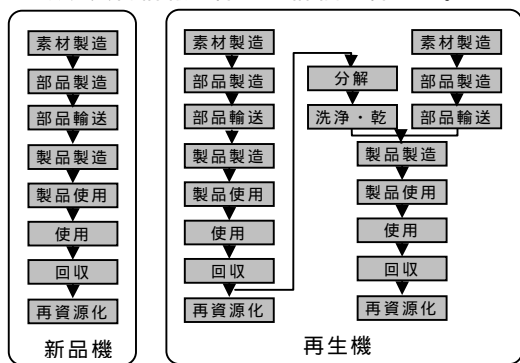 素材製造
部品製造
部品輸送
製品製造
製品使用
使用
回収
再資源化
新品機
素材製造
部品製造
部品輸送
製品製造
製品使用
使用
回収
再資源化
分解
洗浄・乾
素材製造
部品製造
部品輸送
製品製造
製品使用
使用
回収
再資源化
再生機